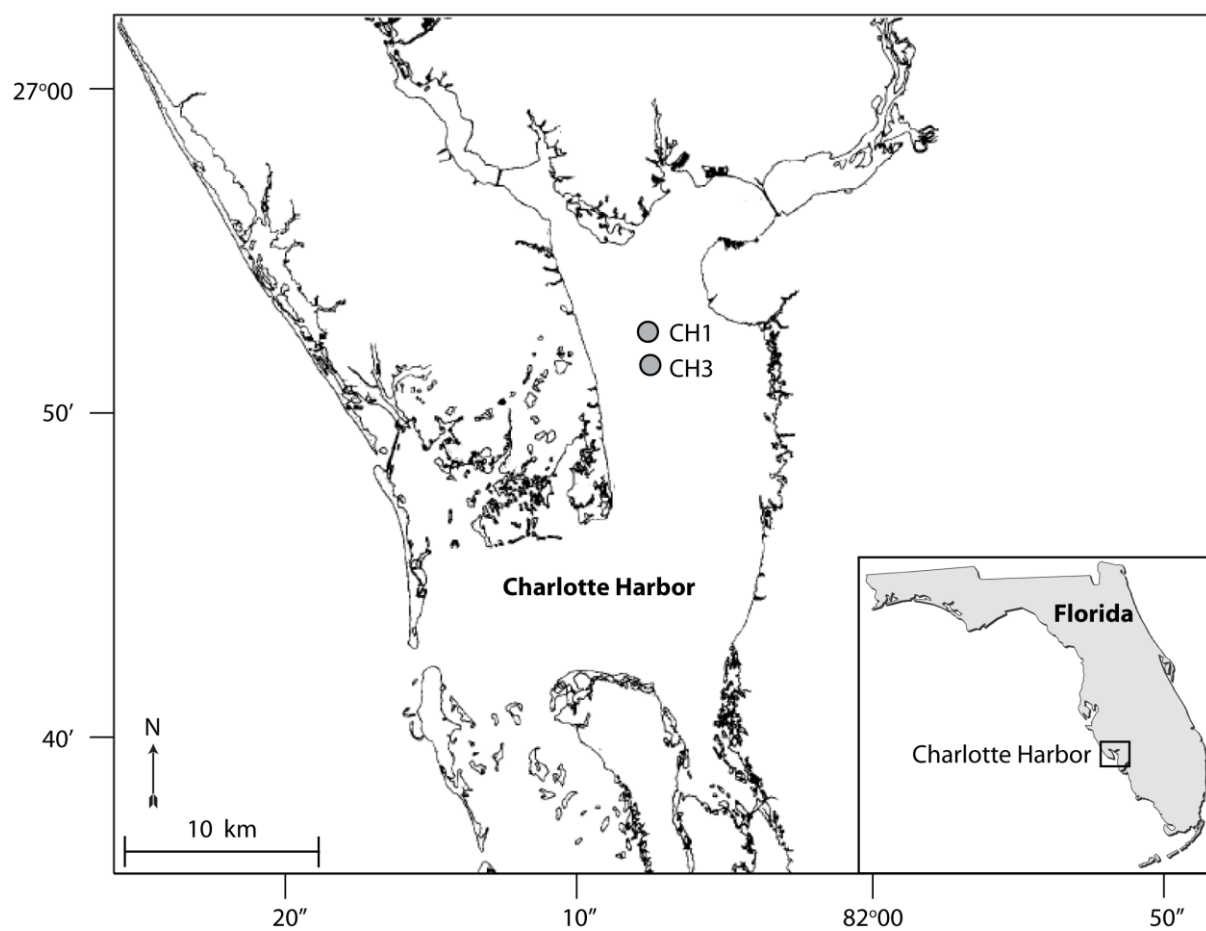 27°00
CH1
CH3
50’
Charlotte Harbor
Florida
N
40’
Charlotte Harbor
10 km
20”
10”
82°00
50”